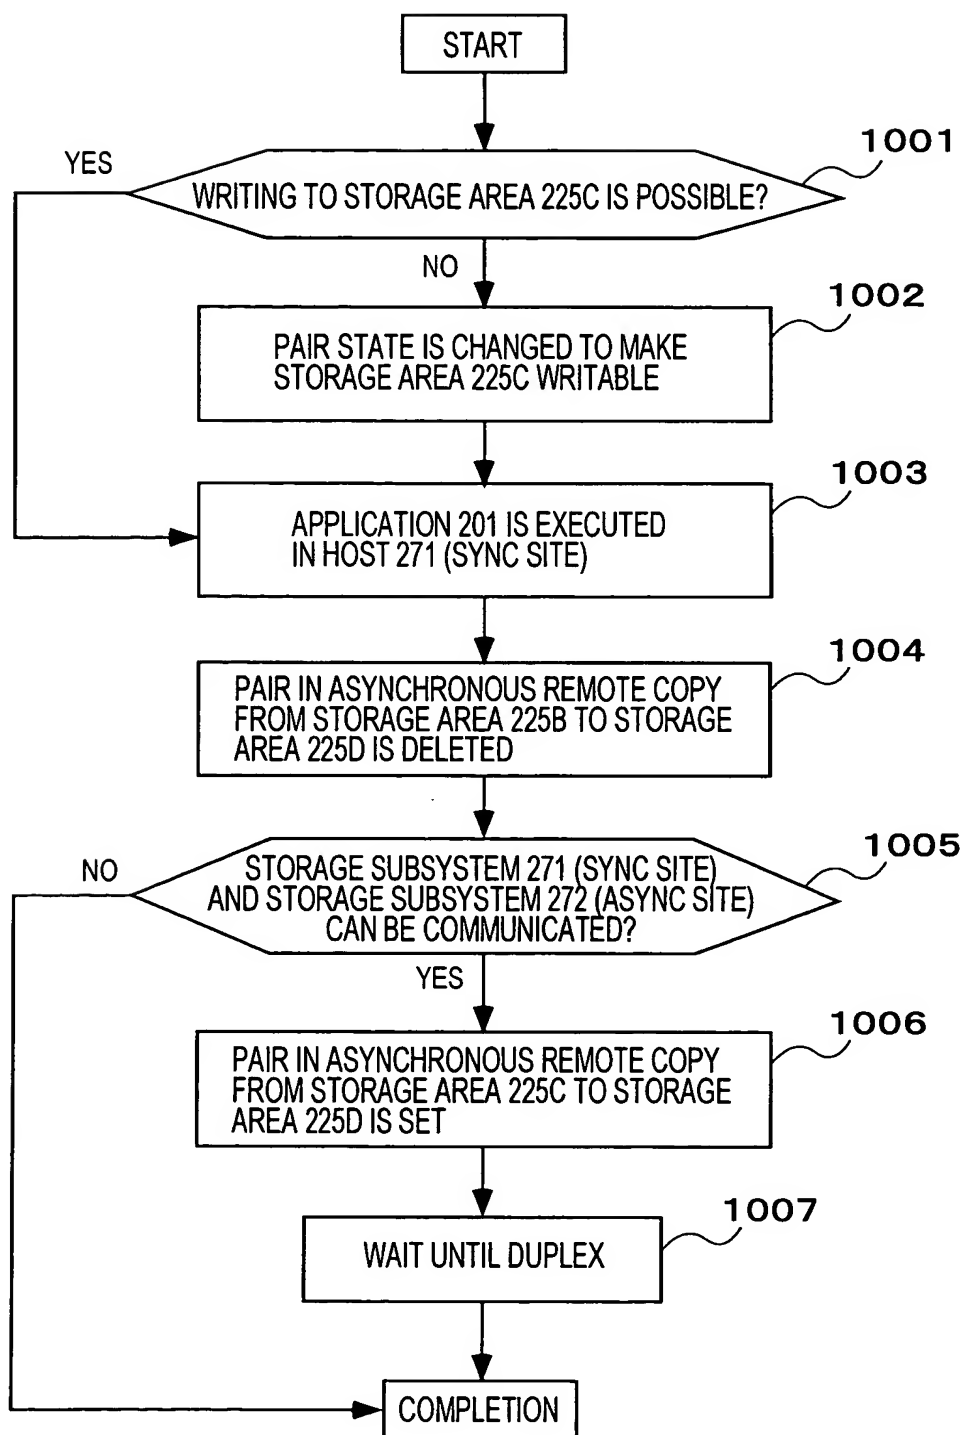 START
1001
YES
WRITING TO STORAGE AREA 225C IS POSSIBLE?
NO
1002
PAIR STATE IS CHANGED TO MAKE
STORAGE AREA 225C WRITABLE
1003
APPLICATION 201 IS EXECUTED
IN HOST 271 (SYNC SITE)
1004
PAIR IN ASYNCHRONOUS REMOTE COPY
FROM STORAGE AREA 225B TO STORAGE
AREA 225D IS DELETED
1005
NO
STORAGE SUBSYSTEM 271 (SYNC SITE)
AND STORAGE SUBSYSTEM 272 (ASYNC SITE)
CAN BE COMMUNICATED?
YES
1006
PAIR IN ASYNCHRONOUS REMOTE COPY
FROM STORAGE AREA 225C TO STORAGE
AREA 225D IS SET
1007
WAIT UNTIL DUPLEX
COMPLETION